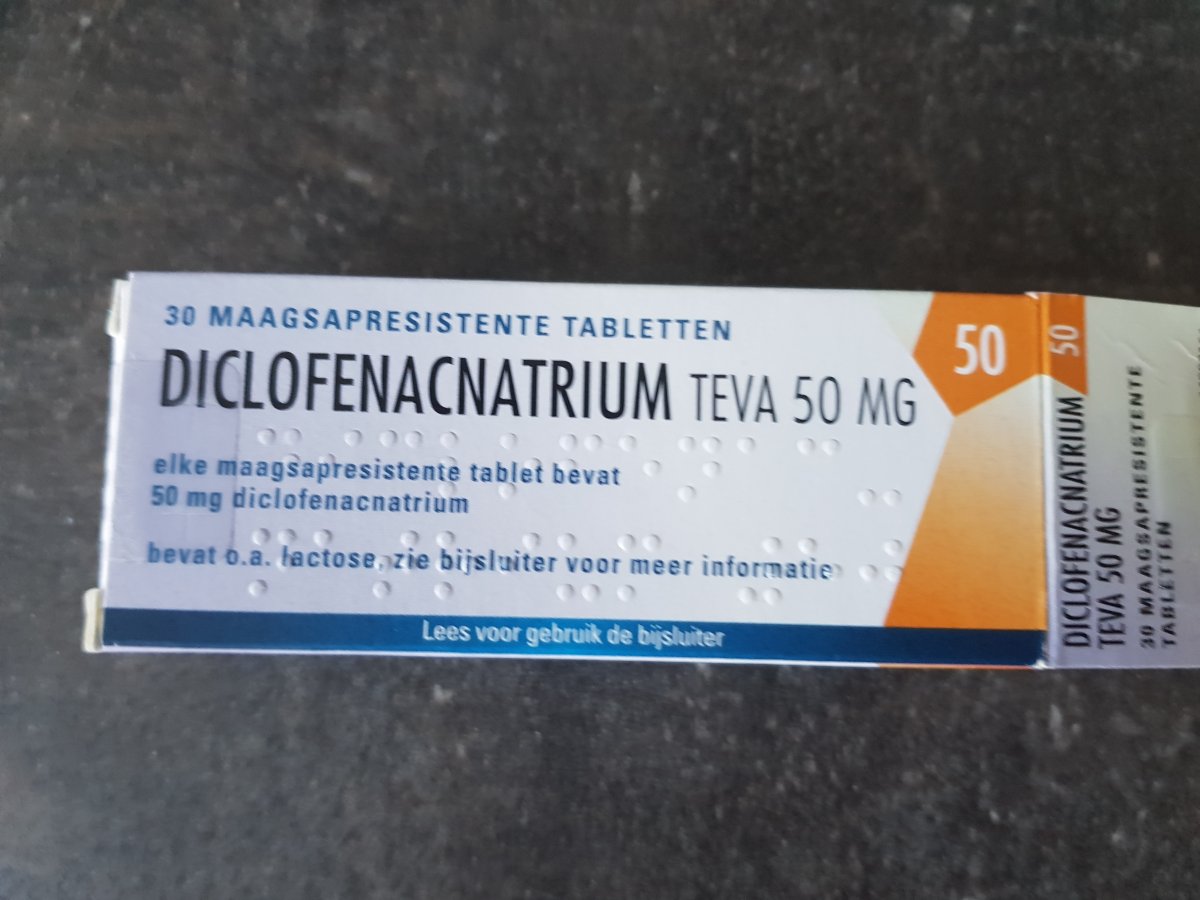 30 MAAGSAPRESISTENTE TABLETTEN
DICLOFENACNATRIUM TEVA 50 MG
50
elke maagsapresistente tablet bevat
50 mg diclofenacnatrium
bevat o.a. lactose, zie bijsluiter voor meer informatie
Lees voor gebruik de bijsluiter
50
DICLOFENACNATRIUM
TEVA 50 MG
30 MAAGSAPRESISTENTE
TABLETTEN